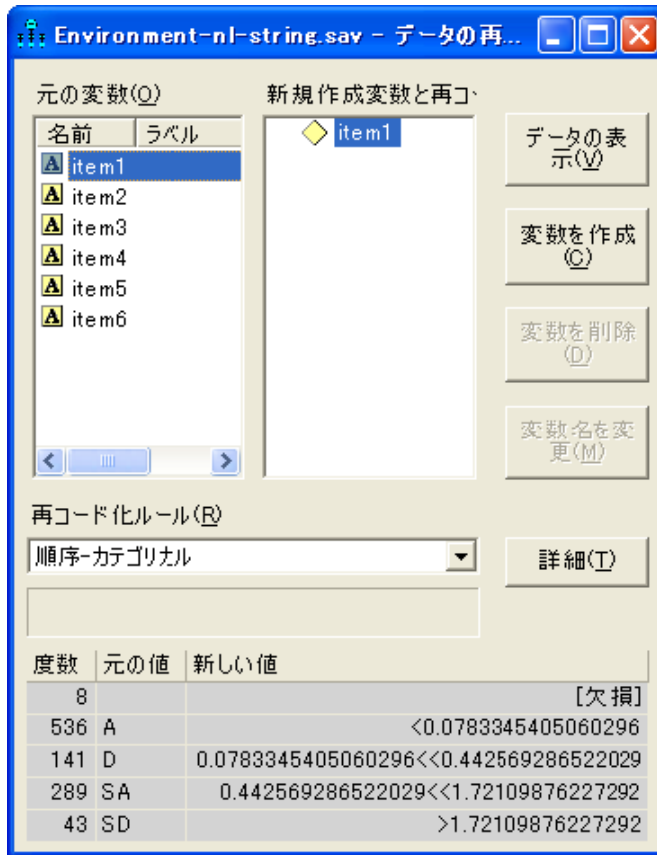 Environment-nl-string.sav - データの再...
元の変数(O)
新規作成変数と再コ
名前 ラベル
item1
item2
item3
item4
item5
item6
item1
データの表示(V)
変数を作成(C)
変数を削除(D)
変数名を変更(M)
再コード化ルール(R)
順序-カテゴリカル
詳細(T)
度数 元の値 新しい値
8 [欠損]
536 A <0.0783345405060296
141 D 0.0783345405060296<<0.442569286522029
289 SA 0.442569286522029<<1.72109876227292
43 SD >1.72109876227292